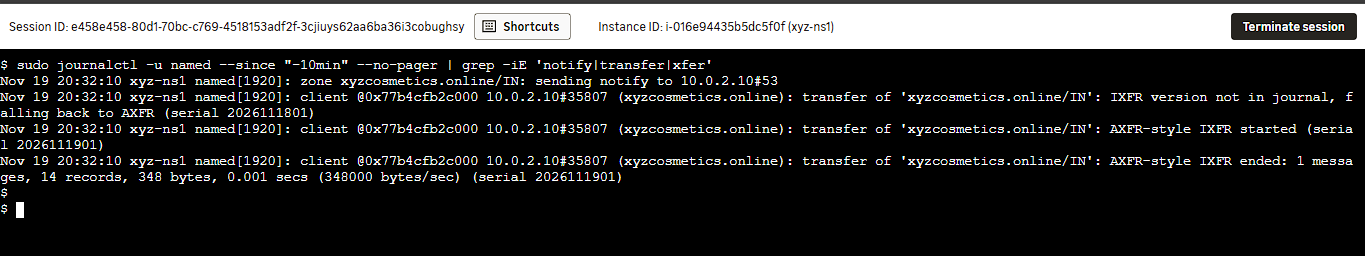 Session ID: e458e458-80d1-70bc-c769-4518153adf2f-3cjiuys62aa6ba36i3cobughsy Shortcuts Instance ID: i-016e94435b5dc5f0f (xyz-ns1) Terminate session
$ sudo journalctl -u named --since "-10min" --no-pager | grep -iE 'notify|transfer|xfer'
Nov 19 20:32:10 xyz-ns1 named[1920]: zone xyzcosmetics.online/IN: sending notify to 10.0.2.10#53
Nov 19 20:32:10 xyz-ns1 named[1920]: client @0x77b4cfb2c000 10.0.2.10#35807 (xyzcosmetics.online): transfer of 'xyzcosmetics.online/IN': IXFR version not in journal, f
alling back to AXFR (serial 2026111801)
Nov 19 20:32:10 xyz-ns1 named[1920]: client @0x77b4cfb2c000 10.0.2.10#35807 (xyzcosmetics.online): transfer of 'xyzcosmetics.online/IN': AXFR-style IXFR started (seria
l 2026111901)
Nov 19 20:32:10 xyz-ns1 named[1920]: client @0x77b4cfb2c000 10.0.2.10#35807 (xyzcosmetics.online): transfer of 'xyzcosmetics.online/IN': AXFR-style IXFR ended: 1 messa
ges, 14 records, 348 bytes, 0.001 secs (348000 bytes/sec) (serial 2026111901)
$
$